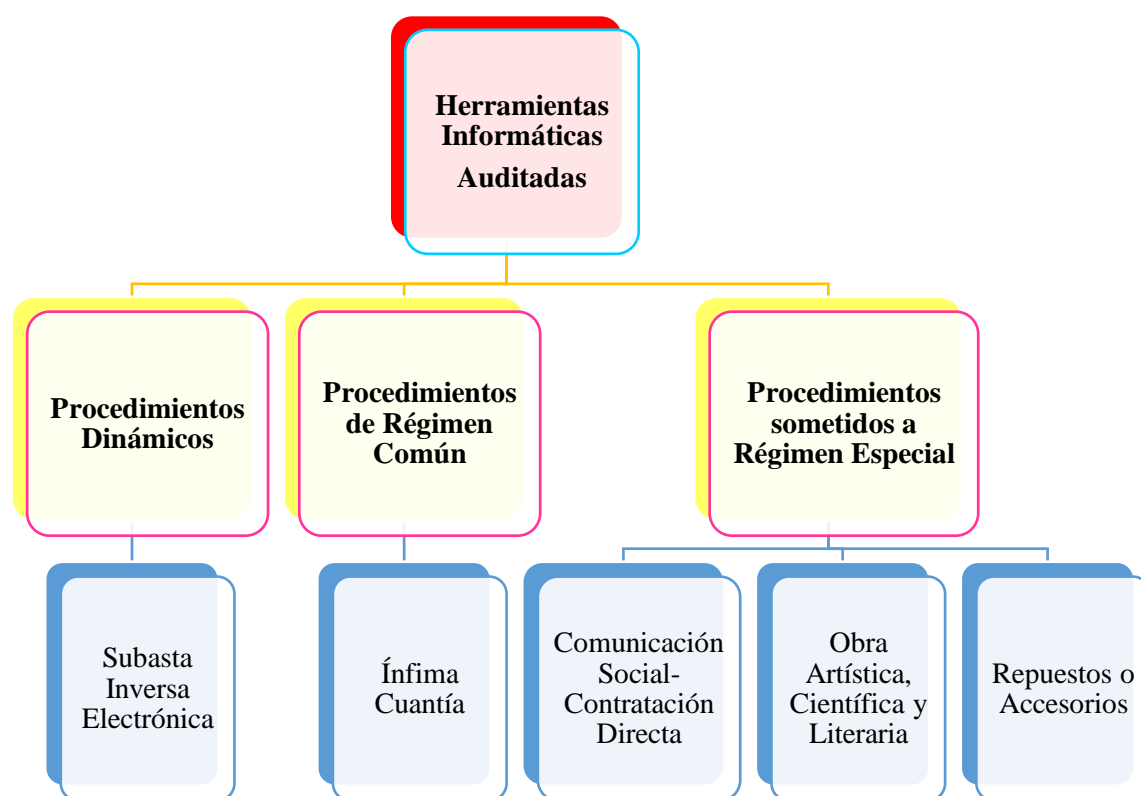 Herramientas
Informáticas
Auditadas
Procedimientos
Dinámicos
Procedimientos
de Régimen
Común
Procedimientos
sometidos a
Régimen Especial
Subasta
Inversa
Electrónica
Ínfima
Cuantía
Comunicación
Social-
Contratación
Directa
Obra
Artística,
Científica y
Literaria
Repuestos o
Accesorios